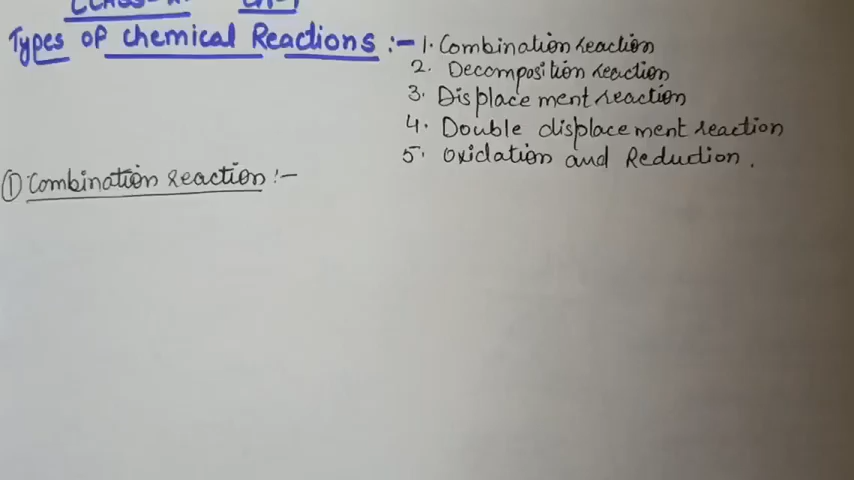 Types of chemical Reactions :- 1. Combination reaction
2. Decomposition reaction
3. Displacement reaction
4. Double displacement reaction
5. Oxidation and Reduction.
① Combination reaction :-